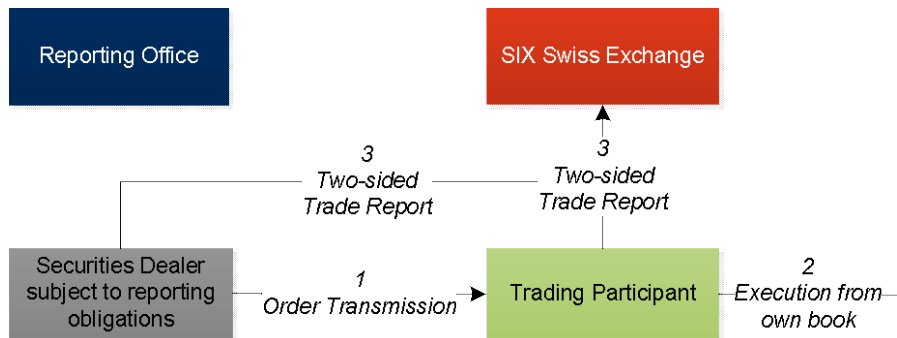 Reporting Office
SIX Swiss Exchange
3
Two-sided
Trade Report
3
Two-sided
Trade Report
Securities Dealer
subject to reporting
obligations
1
Order Transmission
Trading Participant
2
Execution from
own book